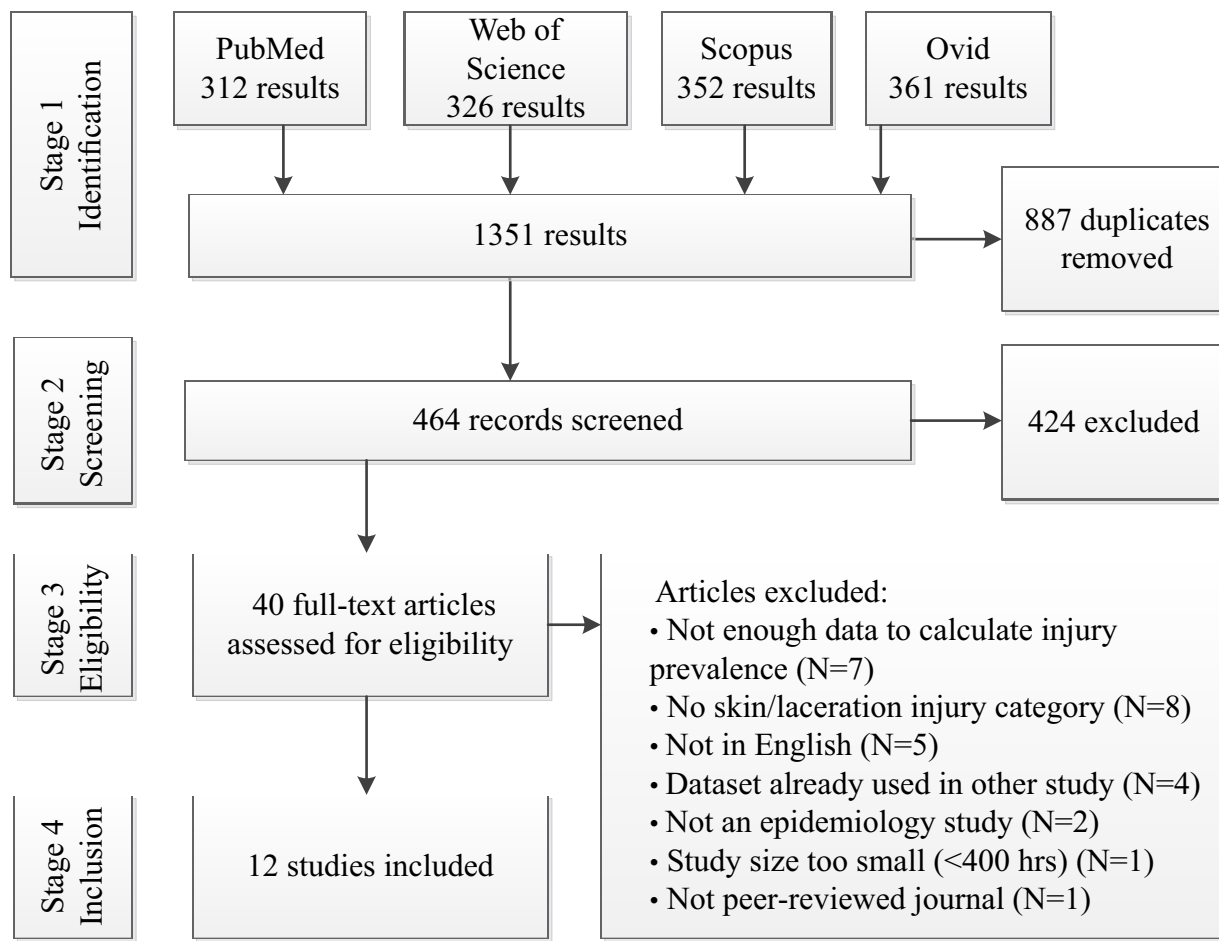 Stage 1
Identification
PubMed
312 results
Web of
Science
326 results
Scopus
352 results
Ovid
361 results
1351 results
887 duplicates
removed
Stage 2
Screening
464 records screened
424 excluded
Stage 3
Eligibility
40 full-text articles
assessed for eligibility
Articles excluded:
• Not enough data to calculate injury
prevalence (N=7)
• No skin/laceration injury category (N=8)
• Not in English (N=5)
• Dataset already used in other study (N=4)
• Not an epidemiology study (N=2)
• Study size too small (<400 hrs) (N=1)
• Not peer-reviewed journal (N=1)
Stage 4
Inclusion
12 studies included